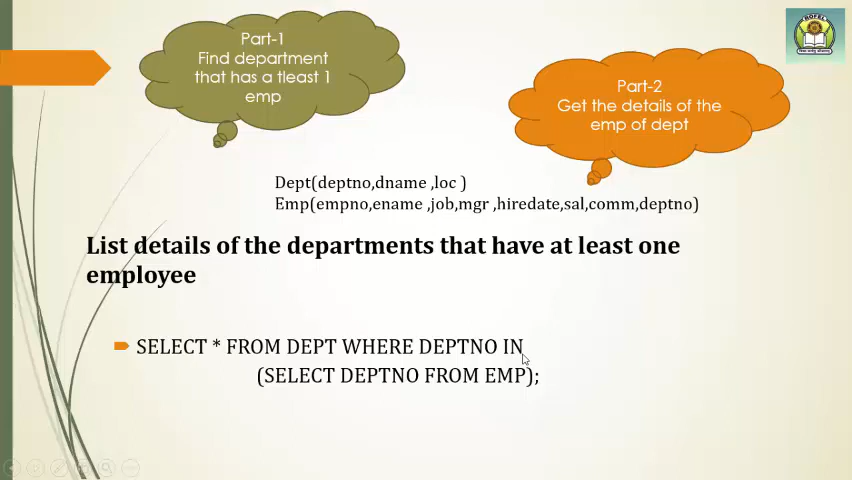 Part-1
Find department
that has a tleast 1
emp
Part-2
Get the details of the
emp of dept
Dept(deptno,dname ,loc )
Emp(empno,ename ,job,mgr ,hiredate,sal,comm,deptno)
List details of the departments that have at least one
employee
SELECT * FROM DEPT WHERE DEPTNO IN
(SELECT DEPTNO FROM EMP);